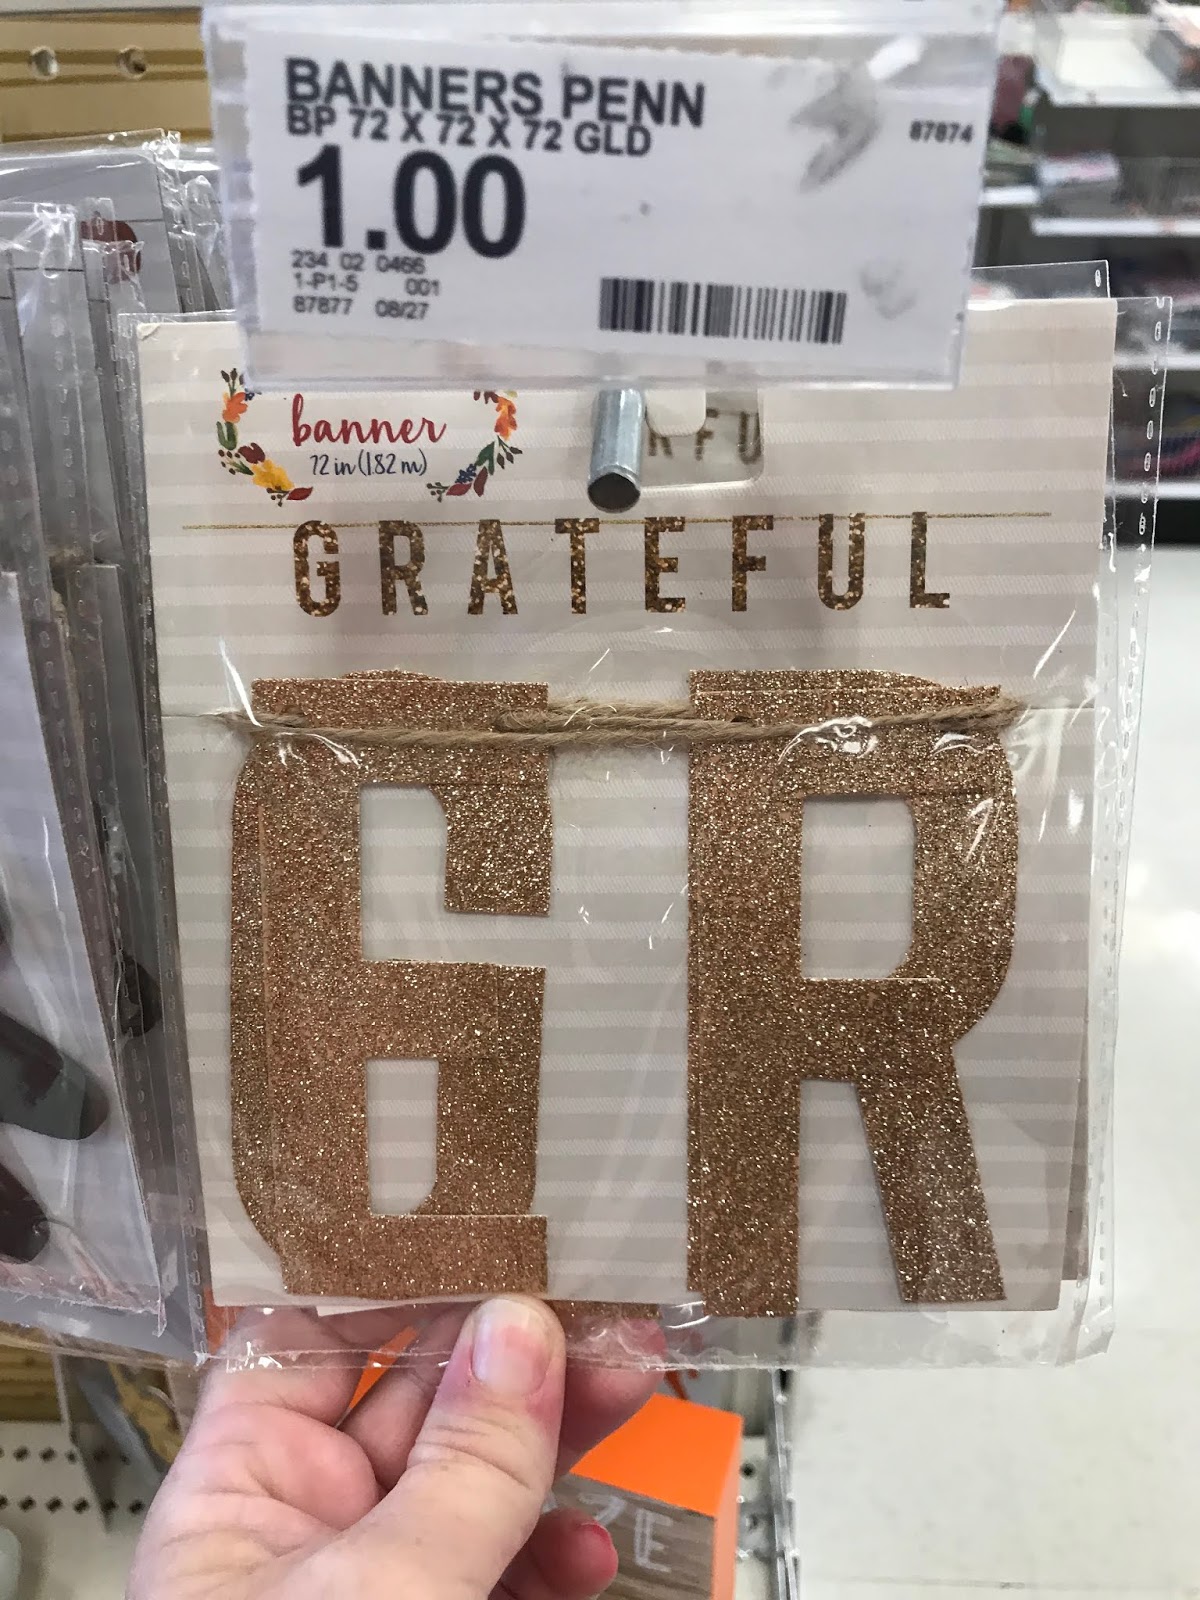 BANNERS PENN
BP 72 X 72 X 72 GLD
87874
1.00
234 02 0466
1-P1-5 001
87877 08/27
banner
72 in (1.82 m)
RFU
GRATEFUL
GR